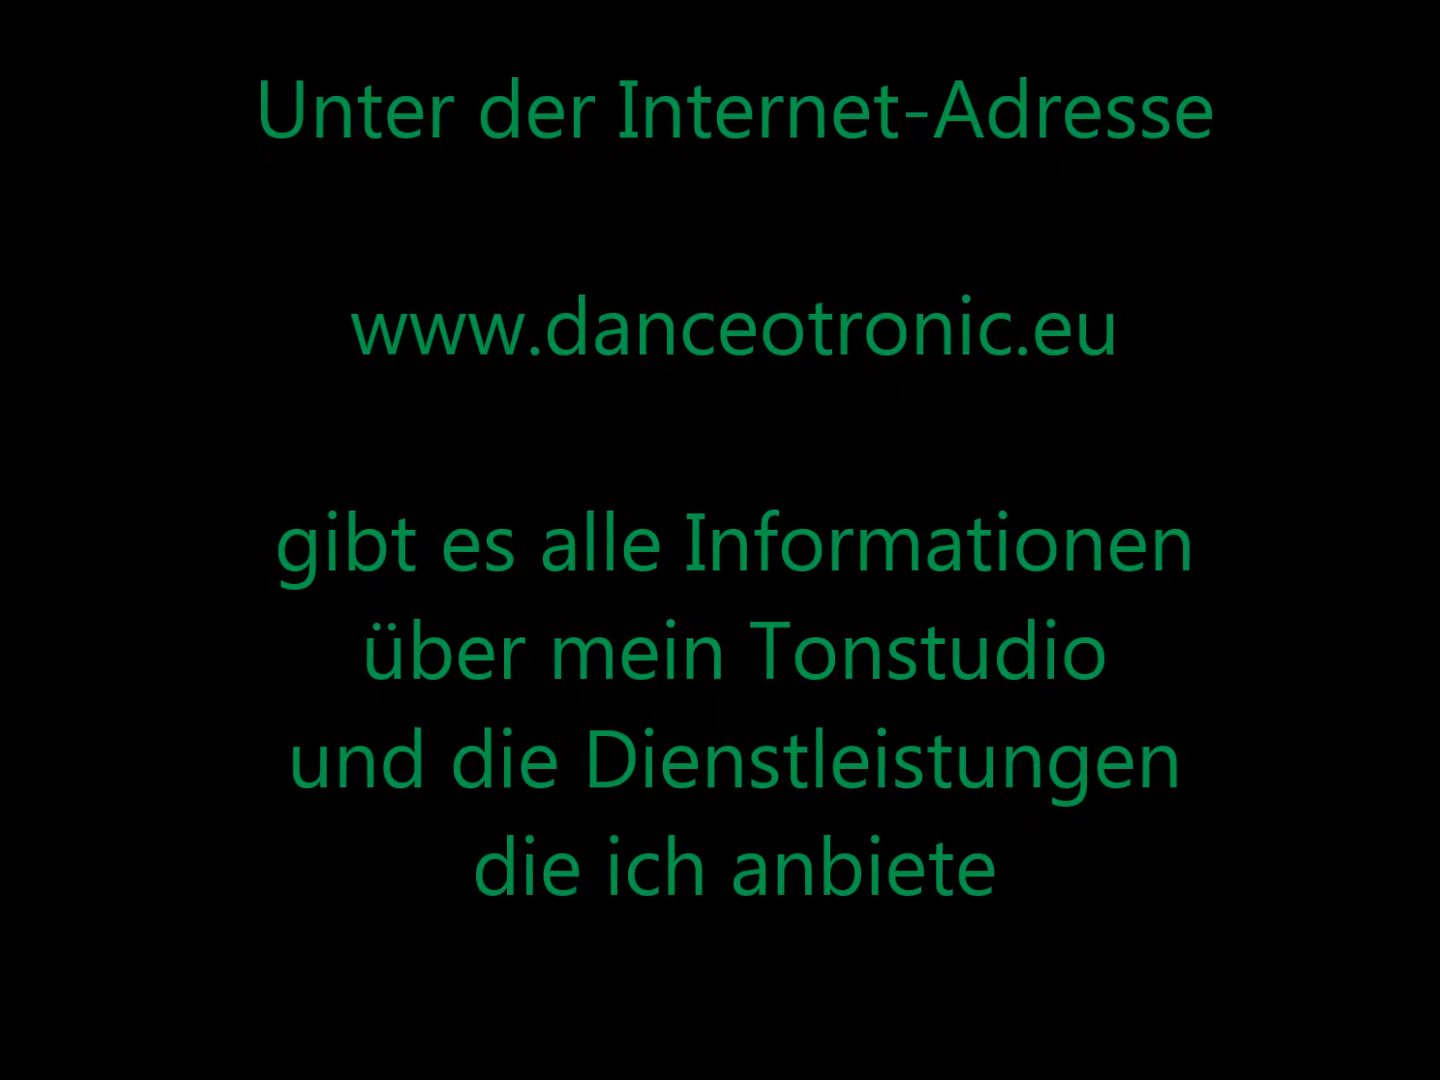 Unter der Internet-Adresse
www.danceotronic.eu
gibt es alle Informationen
über mein Tonstudio
und die Dienstleistungen
die ich anbiete